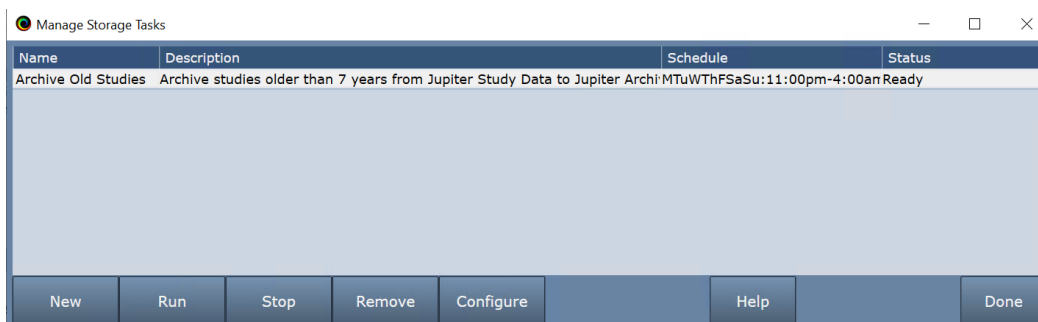 Manage Storage Tasks
Name Description Schedule Status
Archive Old Studies Archive studies older than 7 years from Jupiter Study Data to Jupiter Archi MTuWThFSaSu:11:00pm-4:00am Ready
New Run Stop Remove Configure Help Done